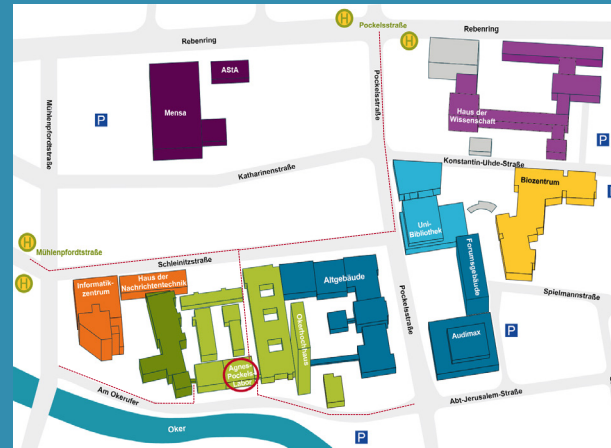 H
Pockelsstraße
H
Rebenring
Rebenring
AStA
Mensa
Mühlenpfordtstraße
P
Pockelsstraße
Haus der
Wissenschaft
P
Konstantin-Uhde-Straße
Katharinenstraße
Biozentrum
P
Uni-
Bibliothek
H
Mühlenpfordtstraße
H
Schleinitzstraße
Informatik-
zentrum
Haus der
Nachrichtentechnik
Altgebäude
Forumsgebäude
Spielmannstraße
Pockelsstraße
Okerhochhaus
Audimax
P
Agnes-
Pockels-
Labor
Am Okerufer
Abt-Jerusalem-Straße
Oker
P